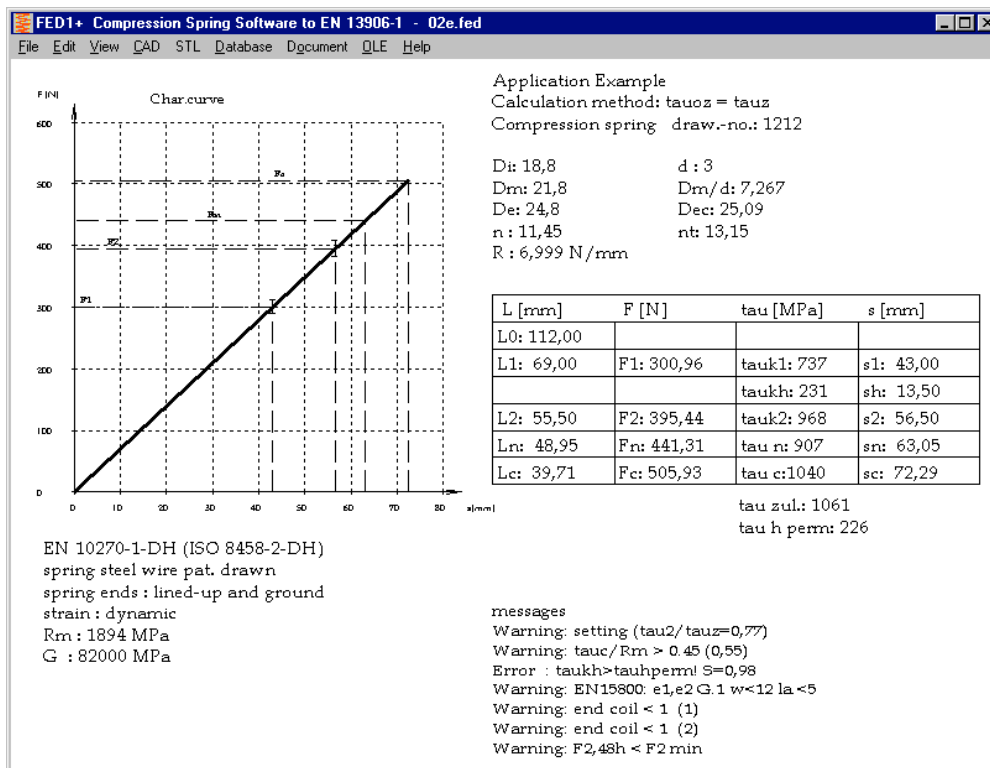 FED1+ Compression Spring Software to EN 13906-1 - 02e.fed
File Edit View CAD STL Database Document OLE Help
F [N]
Char.curve
600
500
400
300
200
100
0
Fc
Fn
F2
F1
0 10 20 30 40 50 60 70 80 s[mm]
EN 10270-1-DH (ISO 8458-2-DH)
spring steel wire pat. drawn
spring ends : lined-up and ground
strain : dynamic
Rm : 1894 MPa
G : 82000 MPa
Application Example
Calculation method: tauoz = tauz
Compression spring draw.-no.: 1212
Di: 18,8 d : 3
Dm: 21,8 Dm/d: 7,267
De: 24,8 Dec: 25,09
n : 11,45 nt: 13,15
R : 6,999 N/mm
L [mm] F [N] tau [MPa] s [mm]
L0: 112,00
L1: 69,00 F1: 300,96 tauk1: 737 s1: 43,00
taukh: 231 sh: 13,50
L2: 55,50 F2: 395,44 tauk2: 968 s2: 56,50
Ln: 48,95 Fn: 441,31 tau n: 907 sn: 63,05
Lc: 39,71 Fc: 505,93 tau c:1040 sc: 72,29
tau zul.: 1061
tau h perm: 226
messages
Warning: setting (tau2/tauz=0,77)
Warning: tauc/Rm > 0.45 (0,55)
Error : taukh>tauhperm! S=0,98
Warning: EN15800: e1,e2 G.1 w<12 la <5
Warning: end coil < 1 (1)
Warning: end coil < 1 (2)
Warning: F2,48h < F2 min